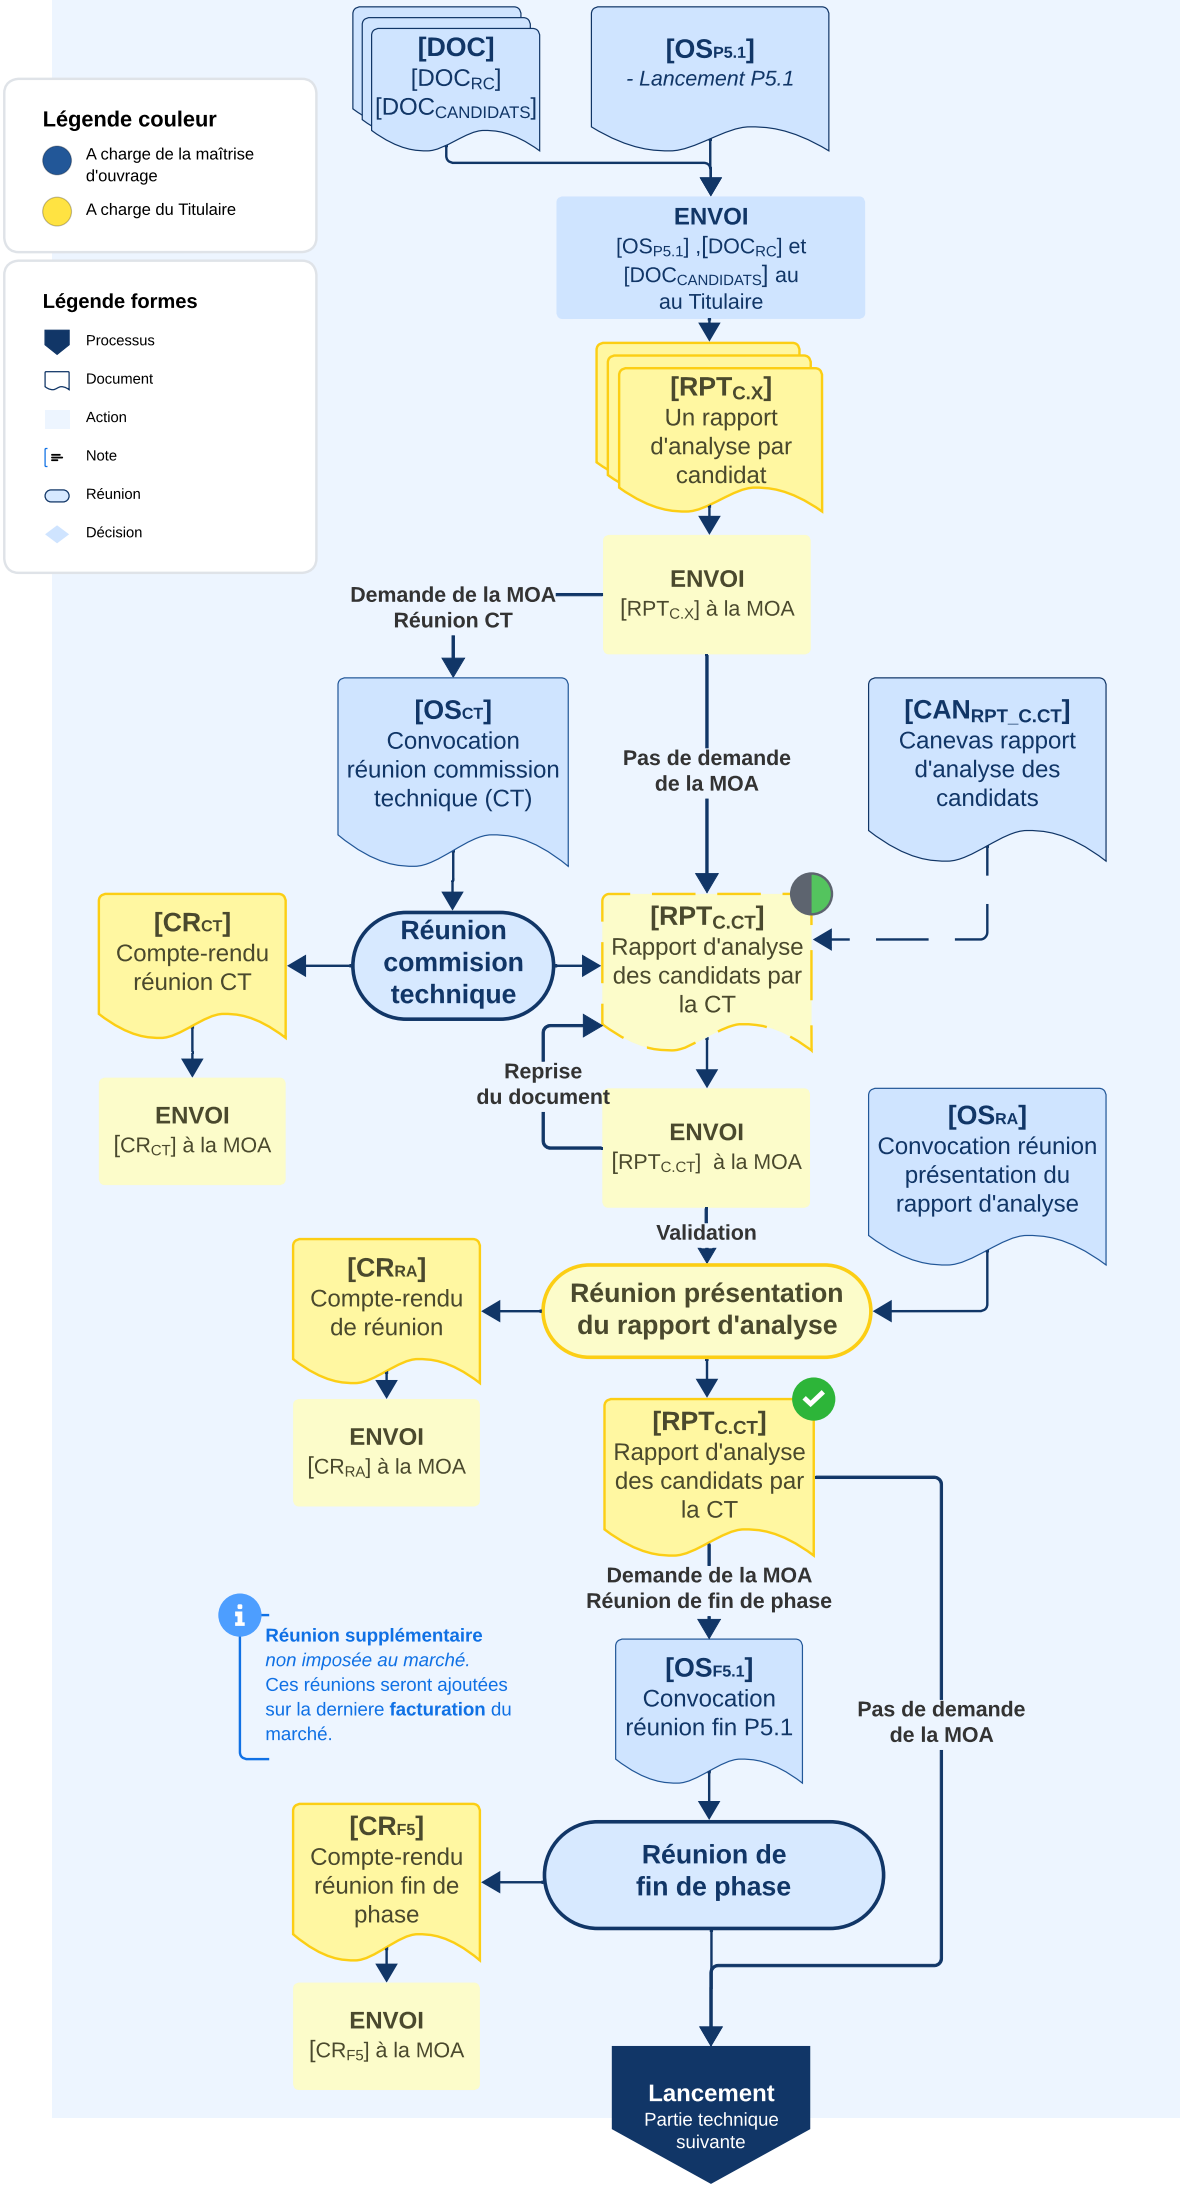 [DOC]
[DOCRC]
[DOCCANDIDATS]
[OSP5.1]
- Lancement P5.1
Légende couleur
A charge de la maîtrise
d'ouvrage
A charge du Titulaire
Légende formes
Processus
Document
Action
Note
Réunion
Décision
ENVOI
[OSP5.1] ,[DOCRC] et
[DOCCANDIDATS] au
au Titulaire
[RPTC.X]
Un rapport
d'analyse par
candidat
ENVOI
[RPTC.X] à la MOA
Demande de la MOA
Réunion CT
[OSCT]
Convocation
réunion commission
technique (CT)
Pas de demande
de la MOA
[CANRPT_C.CT]
Canevas rapport
d'analyse des
candidats
[CRCT]
Compte-rendu
réunion CT
Réunion
commision
technique
[RPTC.CT]
Rapport d'analyse
des candidats par
la CT
ENVOI
[CRCT] à la MOA
Reprise
du document
ENVOI
[RPTC.CT]  à la MOA
[OSRA]
Convocation réunion
présentation du
rapport d'analyse
Validation
[CRRA]
Compte-rendu
de réunion
Réunion présentation
du rapport d'analyse
ENVOI
[CRRA] à la MOA
[RPTC.CT]
Rapport d'analyse
des candidats par
la CT
Demande de la MOA
Réunion de fin de phase
Réunion supplémentaire
non imposée au marché.
Ces réunions seront ajoutées
sur la derniere facturation du
marché.
[OSF5.1]
Convocation
réunion fin P5.1
Pas de demande
de la MOA
[CRF5]
Compte-rendu
réunion fin de
phase
Réunion de
fin de phase
ENVOI
[CRF5] à la MOA
Lancement
Partie technique
suivante